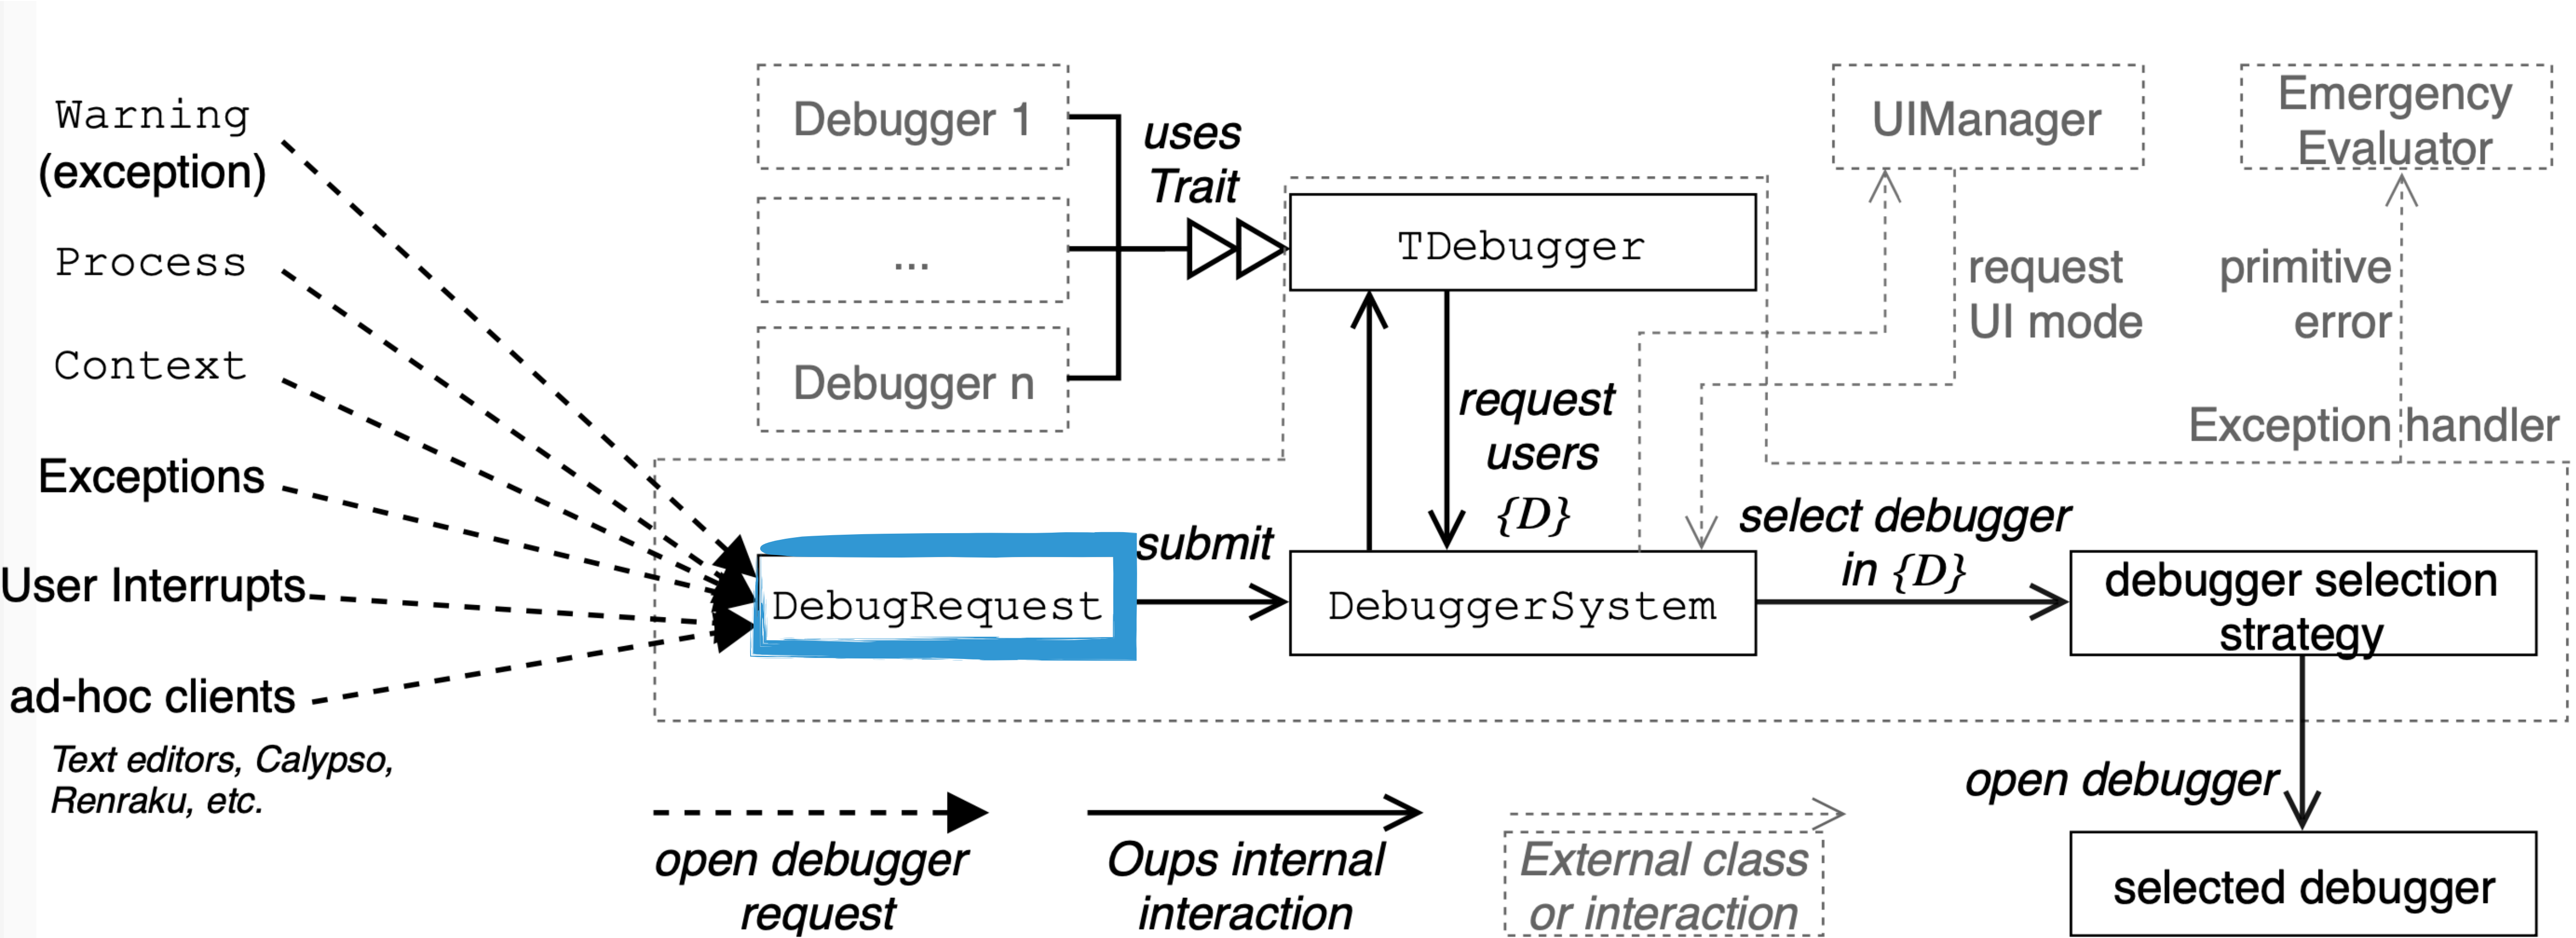 Warning
(exception)
Process
Context
Exceptions
User Interrupts
ad-hoc clients
Text editors, Calypso,
Renraku, etc.
Debugger 1
...
Debugger n
uses
Trait
TDebugger
UIManager
Emergency
Evaluator
request
UI mode
primitive
error
Exception handler
request
users
{D}
DebugRequest
submit
DebuggerSystem
select debugger
in {D}
debugger selection
strategy
open debugger
selected debugger
open debugger
request
Oups internal
interaction
External class
or interaction